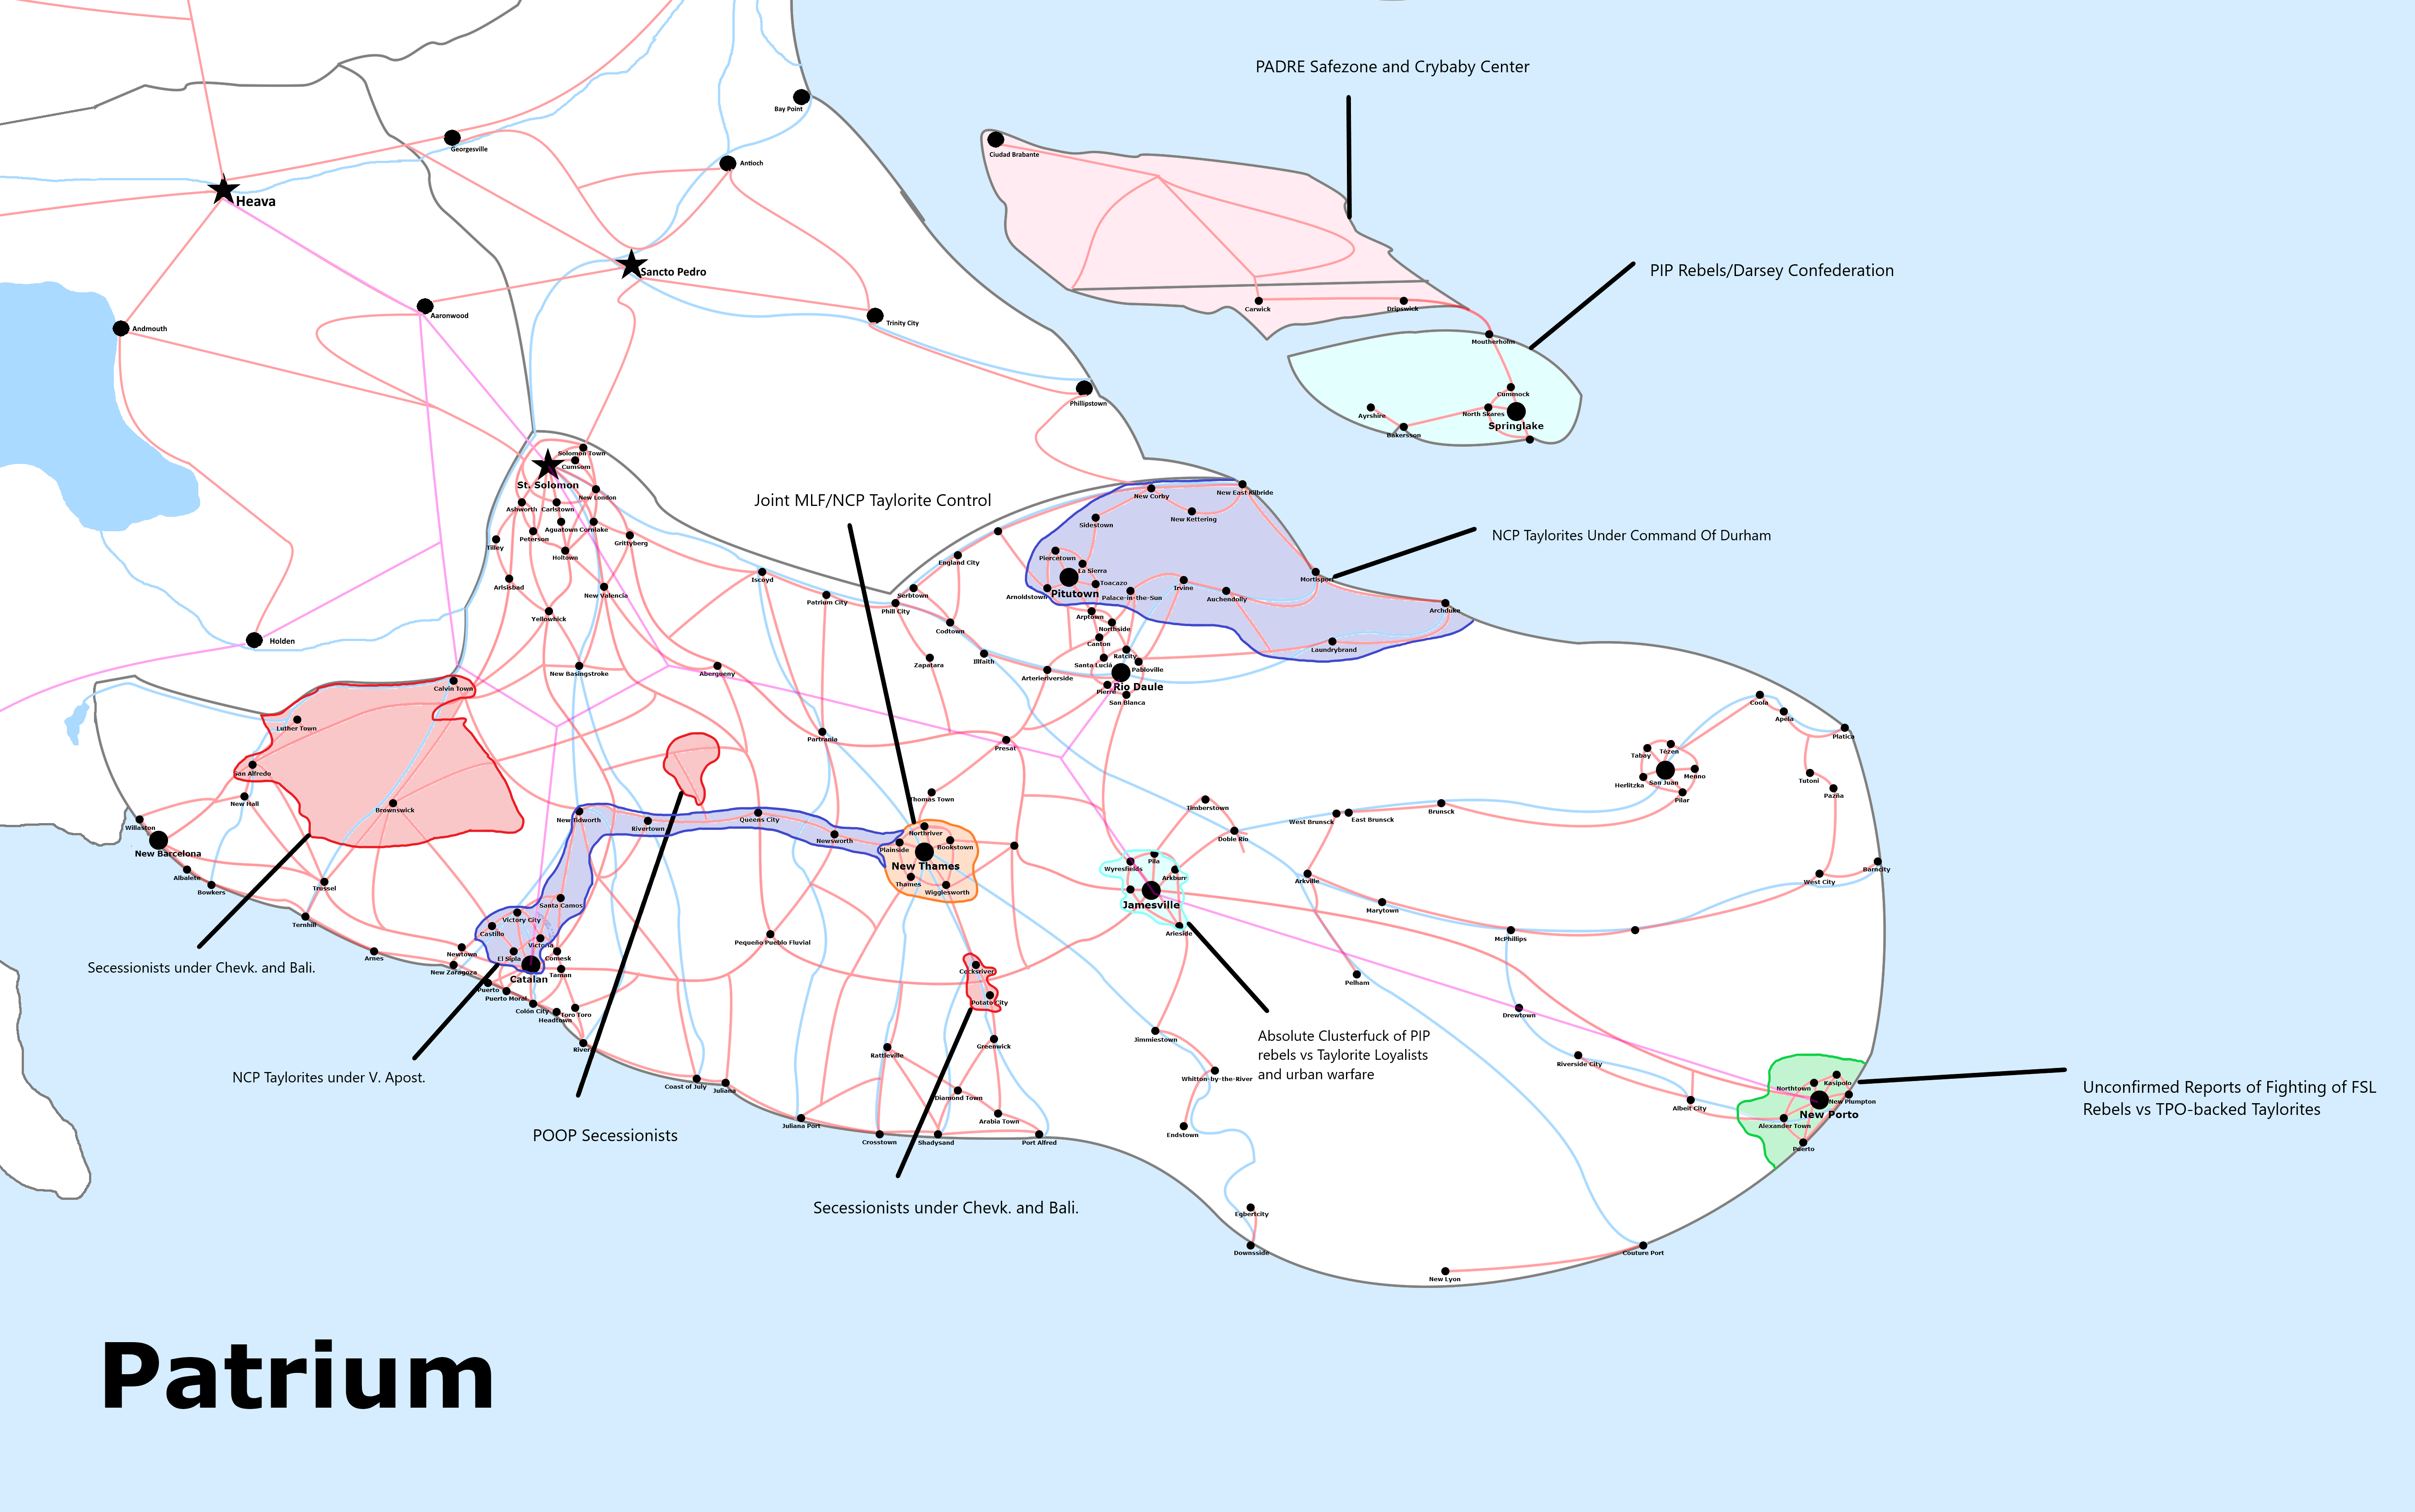 PADRE Safezone and Crybaby Center
Bay Point
Georgesville
Ciudad Brabante
Antioch
Heava
PIP Rebels/Darsey Confederation
Sancto Pedro
Carwick
Dripswick
Aaronwood
Trinity City
Andmouth
Moutherholm
Cummock
Phillipstown
Ayrshire
North Skares
Springlake
Bakersson
Solomon Town
Cumsom
St. Solomon
New London
New Corby
New East Kilbride
Joint MLF/NCP Taylorite Control
Ashworth
Carlstown
New Kettering
Sidestown
Aguatown
Cornlake
NCP Taylorites Under Command Of Durham
Peterson
Grittyberg
Tilley
Holtown
Piercetown
England City
La Sierra
Iscoyd
Mortisport
Toacazo
Arlsisbad
Irvine
New Valencia
Serbtown
Arnoldstown
Pitutown
Palace-in-the-Sun
Auchendolly
Patrium City
Phill City
Archduke
Yellowhick
Arptown
Codtown
Northside
Holden
Canton
Laundrybrand
Illfaith
Ratcity
Zapatara
Santa Luciá
Pabloville
New Basingstroke
Abergueny
Arterieriverside
Calvin Town
Rio Daule
Pierre
San Blanca
Coola
Luther Town
Apela
Platica
Partrania
Presat
Tabay
Tézen
San Alfredo
Menno
San Juan
Herlitzka
Tutoni
Pazña
Pilar
New Hall
Thomas Town
Brownswick
Timberstown
Brunsck
Willaston
New Tidworth
Rivertown
Queens City
West Brunsck
East Brunsck
Northriver
Newsworth
Doble Rio
Plainside
Bookstown
New Barcelona
New Thames
Pila
Wyresfields
Barncity
Albalete
Arkburr
Thames
Wigglesworth
Arkville
West City
Bowkers
Trussel
Jamesville
Santa Camos
Marytown
Victory City
Ternhill
Castillo
Arieside
Pequeño Pueblo Fluvial
McPhillips
Victoria
Newtown
El Sipla
Comesk
Ames
Secessionists under Chevk. and Bali.
New Zaragoza
Catalan
Taman
Cocksriver
Pelham
Puerto
Puerto Moral
Potato City
Colón City
Toro Toro
Drewtown
Headtown
Absolute Clusterfuck of PIP
rebels vs Taylorite Loyalists
and urban warfare
Jimmiestown
Greenwick
Rattleville
Riverside City
NCP Taylorites under V. Apost.
Whitton-by-the-River
Coast of July
Juliana
Northtown
Kasipolo
Unconfirmed Reports of Fighting of FSL
Rebels vs TPO-backed Taylorites
Diamond Town
New Plumpton
Albeit City
New Porto
Arabia Town
Juliana Port
Alexander Town
POOP Secessionists
Endstown
Crosstown
Shadysand
Port Alfred
Puerto
Secessionists under Chevk. and Bali.
Egbertcity
Downsside
Couture Port
New Lyon
Patrium